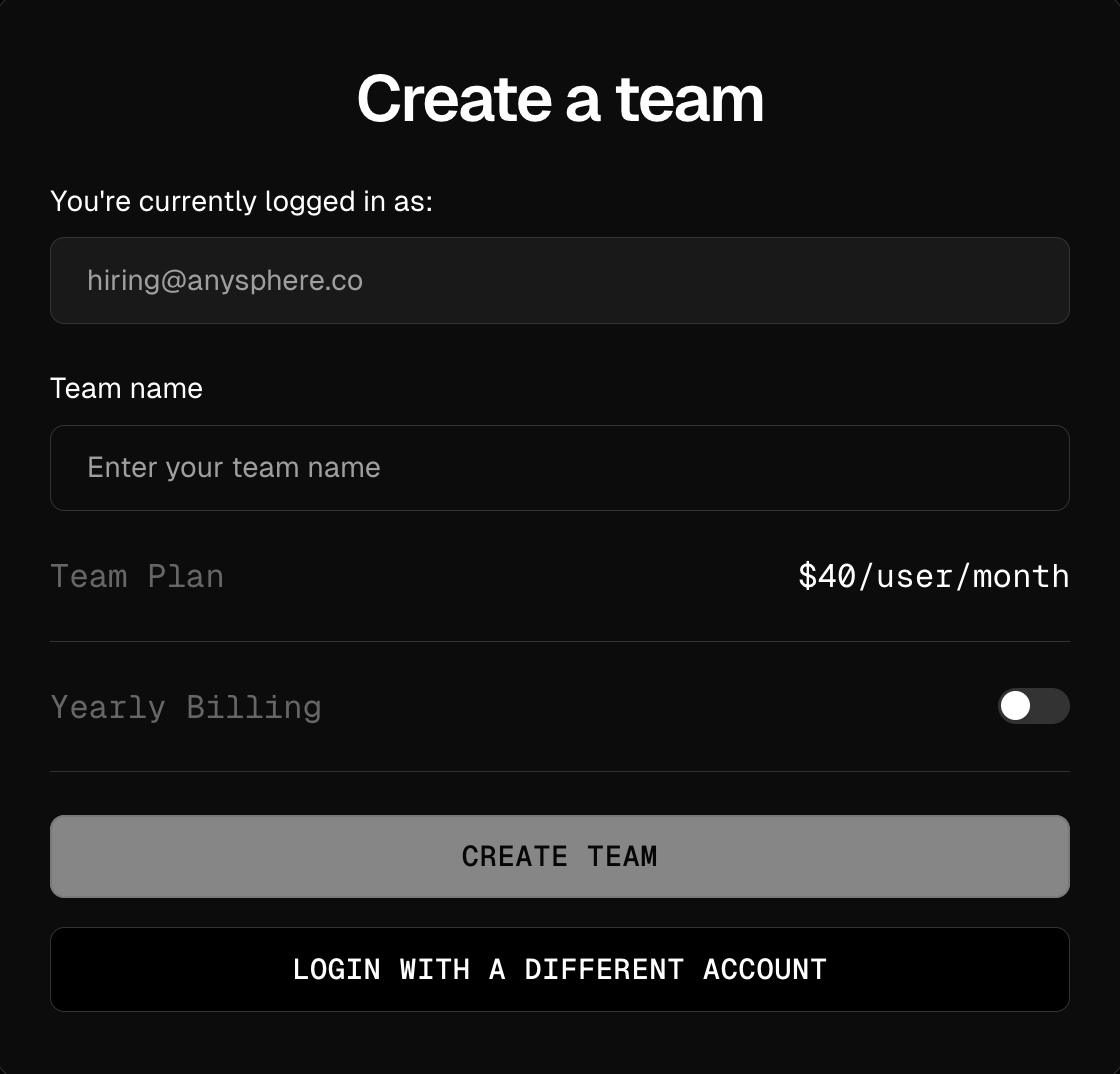 Create a team
You're currently logged in as:
hiring@anysphere.co
Team name
Enter your team name
Team Plan $40/user/month
Yearly Billing
CREATE TEAM
LOGIN WITH A DIFFERENT ACCOUNT